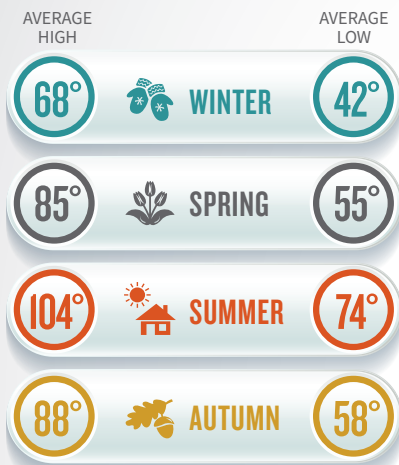 AVERAGE HIGH
AVERAGE LOW
68° WINTER 42°
85° SPRING 55°
104° SUMMER 74°
88° AUTUMN 58°